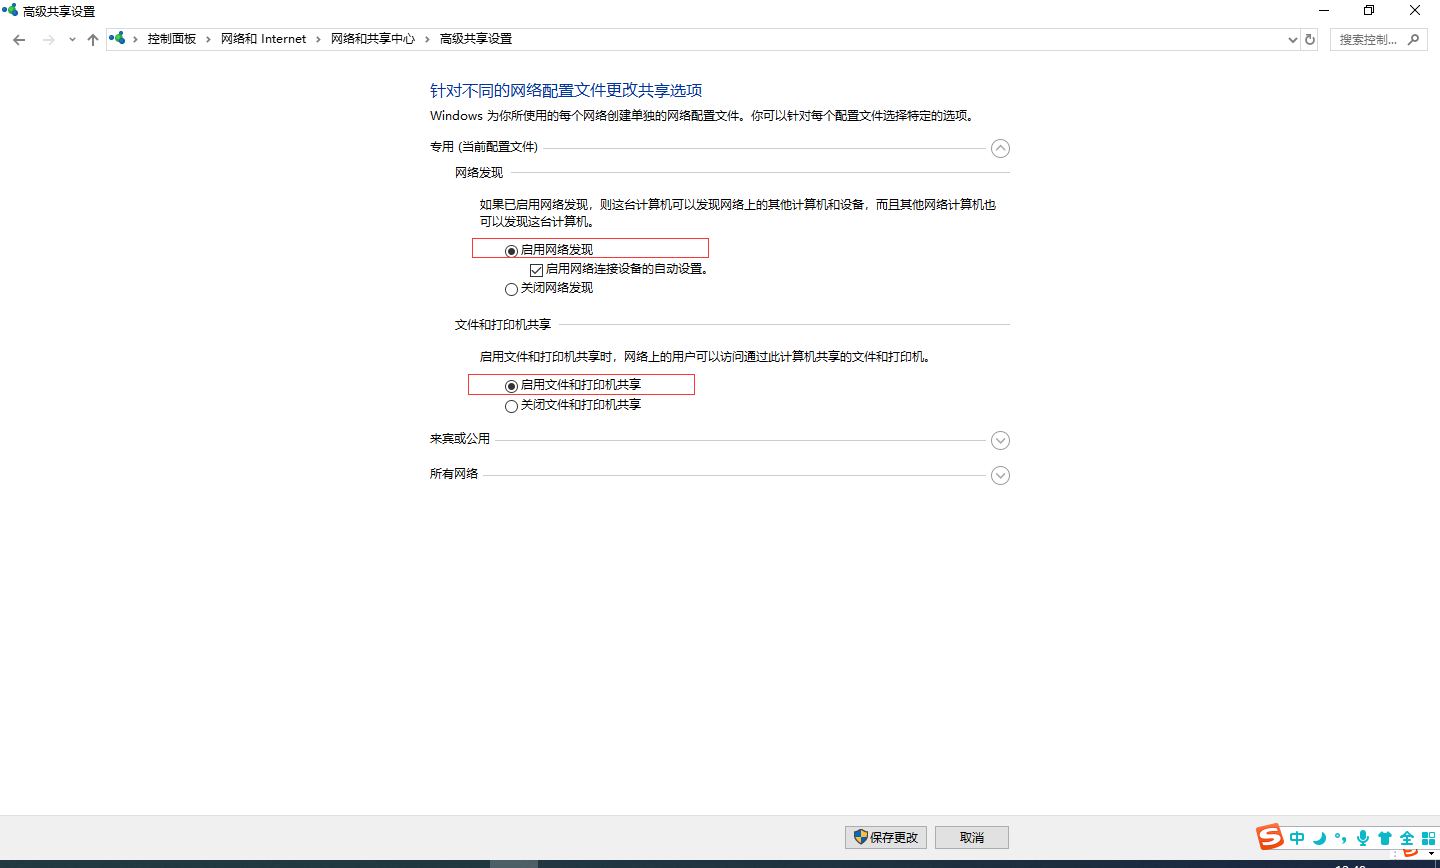 高级共享设置
控制面板 网络和 Internet 网络和共享中心 高级共享设置
搜索控制...
针对不同的网络配置文件更改共享选项
Windows 为你所使用的每个网络创建单独的网络配置文件。你可以针对每个配置文件选择特定的选项。
专用 (当前配置文件)
网络发现
如果已启用网络发现，则这台计算机可以发现网络上的其他计算机和设备，而且其他网络计算机也
可以发现这台计算机。
启用网络发现
启用网络连接设备的自动设置。
关闭网络发现
文件和打印机共享
启用文件和打印机共享时，网络上的用户可以访问通过此计算机共享的文件和打印机。
启用文件和打印机共享
关闭文件和打印机共享
来宾或公用
所有网络
保存更改 取消
S 中 全